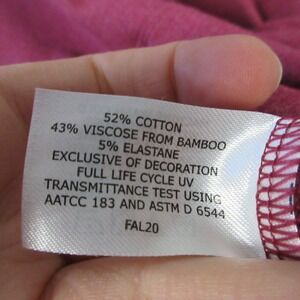 52% COTTON
43% VISCOSE FROM BAMBOO
5% ELASTANE
EXCLUSIVE OF DECORATION
FULL LIFE CYCLE UV
TRANSMITTANCE TEST USING
AATCC 183 AND ASTM D 6544
FAL20